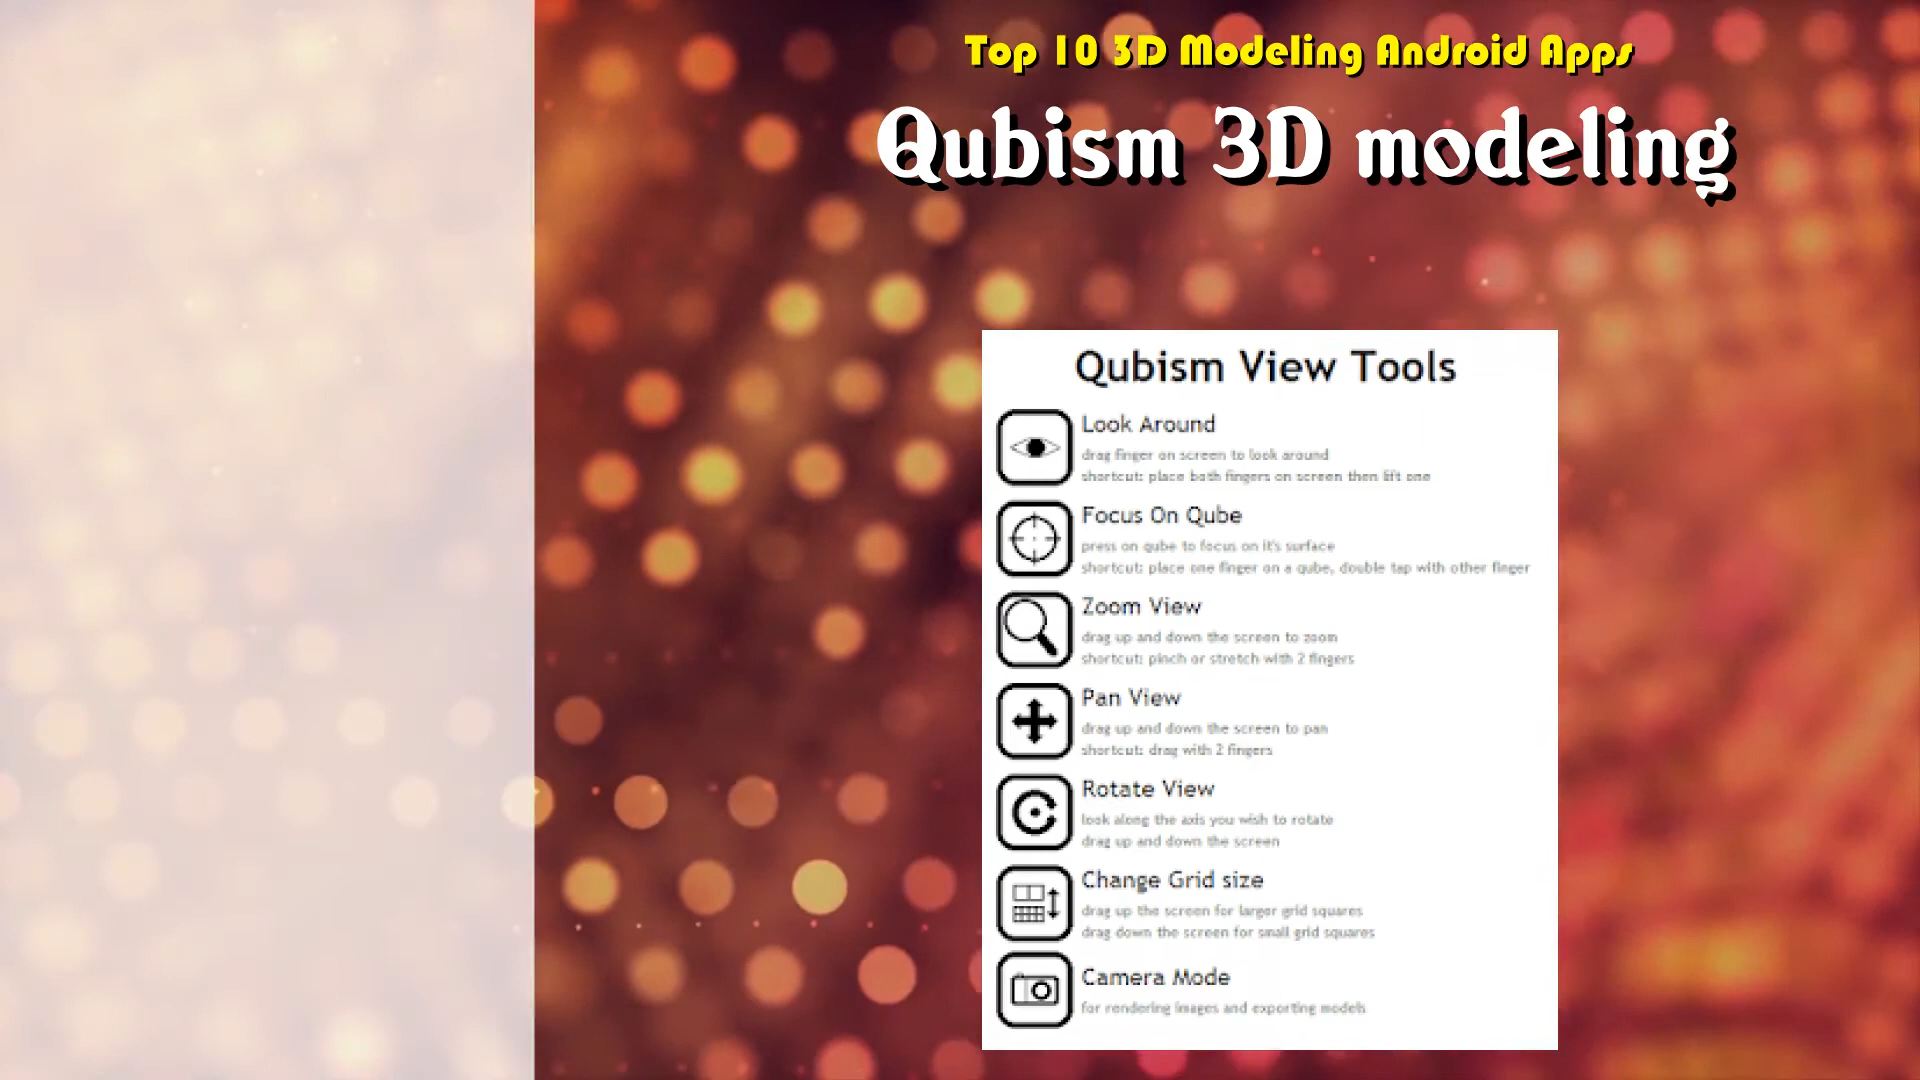 Top 10 3D Modeling Android Apps
Qubism 3D modeling
Qubism View Tools
Look Around
drag finger on screen to look around
shortcut: place both fingers on screen then lift one
Focus On Qube
press on qube to focus on it's surface
shortcut: place one finger on a qube, double tap with other finger
Zoom View
drag up and down the screen to zoom
shortcut: pinch or stretch with 2 fingers
Pan View
drag up and down the screen to pan
shortcut: drag with 2 fingers
Rotate View
look along the axis you wish to rotate
drag up and down the screen
Change Grid size
drag up the screen for larger grid squares
drag down the screen for small grid squares
Camera Mode
for rendering images and exporting models